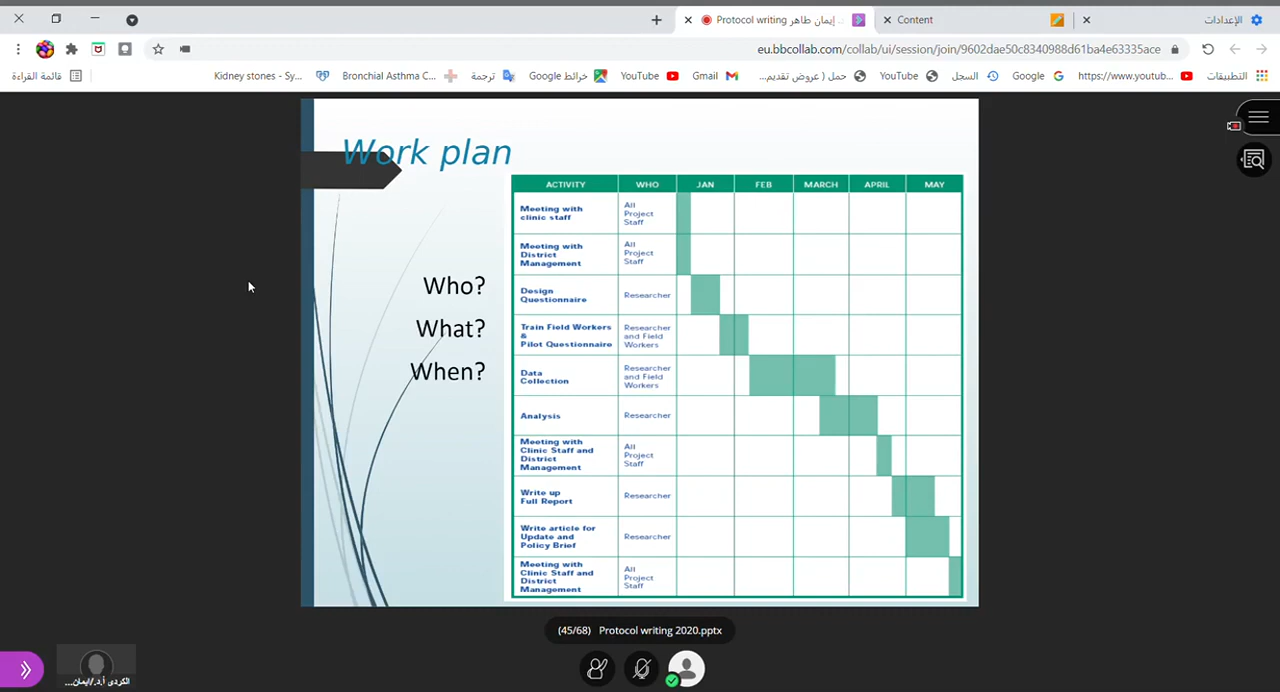 Protocol writing إيمان طاهر ...
Content
الإعدادات
eu.bbcollab.com/collab/ui/session/join/9602dae50c8340988d61ba4e63335ace
قائمة القراءة
Kidney stones - Sy...
Bronchial Asthma C...
ترجمة
خرائط Google
YouTube
Gmail
حمل ( عروض تقديم...
YouTube
السجل
Google
https://www.youtub...
التطبيقات
Work plan
Who?
What?
When?
ACTIVITY WHO JAN FEB MARCH APRIL MAY
Meeting with
clinic staff
All
Project
Staff
Meeting with
District
Management
All
Project
Staff
Design
Questionnaire
Researcher
Train Field Workers
&
Pilot Questionnaire
Researcher
and Field
Workers
Data
Collection
Researcher
and Field
Workers
Analysis
Researcher
Meeting with
Clinic Staff and
District
Management
All
Project
Staff
Write up
Full Report
Researcher
Write article for
Update and
Policy Brief
Researcher
Meeting with
Clinic Staff and
District
Management
All
Project
Staff
(45/68) Protocol writing 2020.pptx
الكردى أ.د./ايمان...